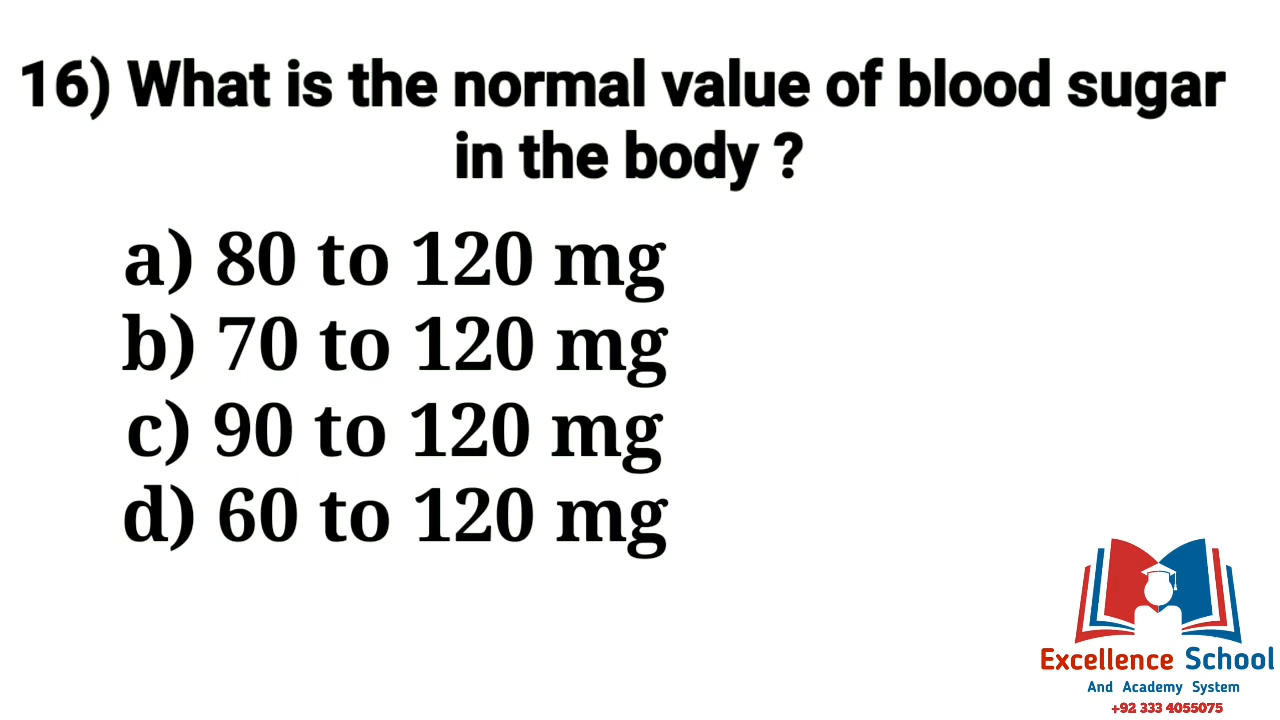 16) What is the normal value of blood sugar
in the body ?
a) 80 to 120 mg
b) 70 to 120 mg
c) 90 to 120 mg
d) 60 to 120 mg
Excellence School
And Academy System
+92 333 4055075